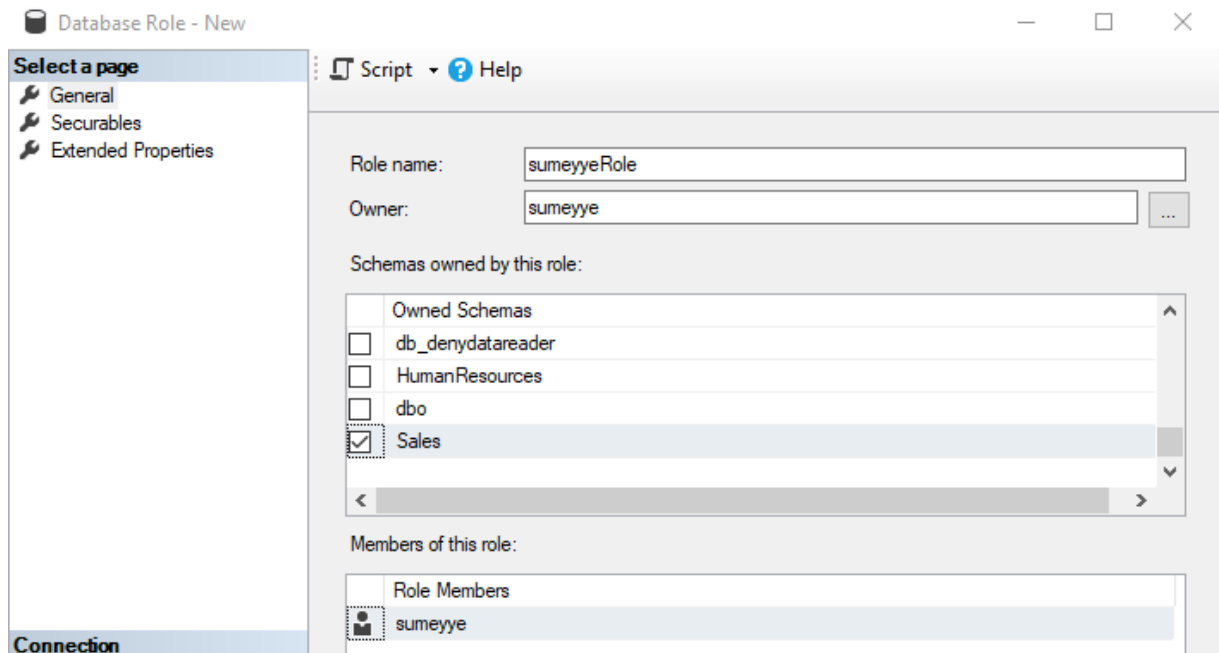 Database Role - New
Select a page
General
Securables
Extended Properties
Connection
Script
Help
Role name: sumeyyeRole
Owner: sumeyye
...
Schemas owned by this role:
Owned Schemas
db_denydatareader
HumanResources
dbo
Sales
Members of this role:
Role Members
sumeyye